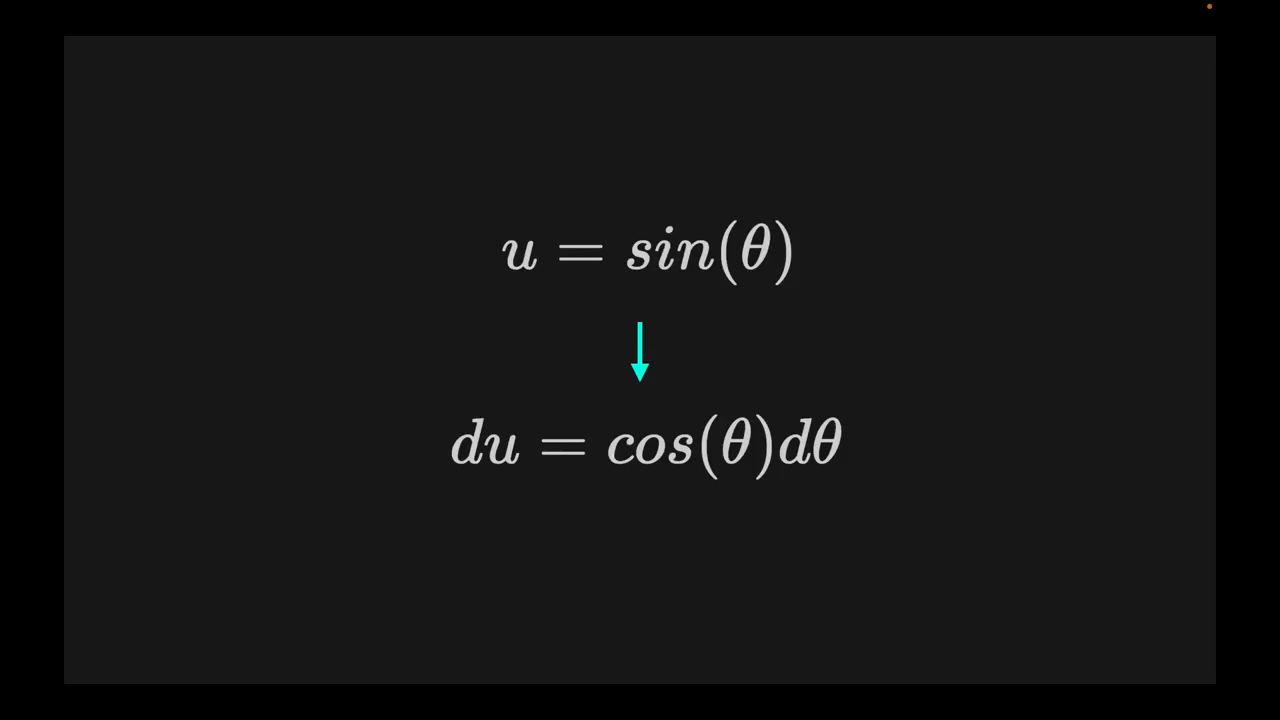 u = sin(θ)
du = cos(θ)dθ